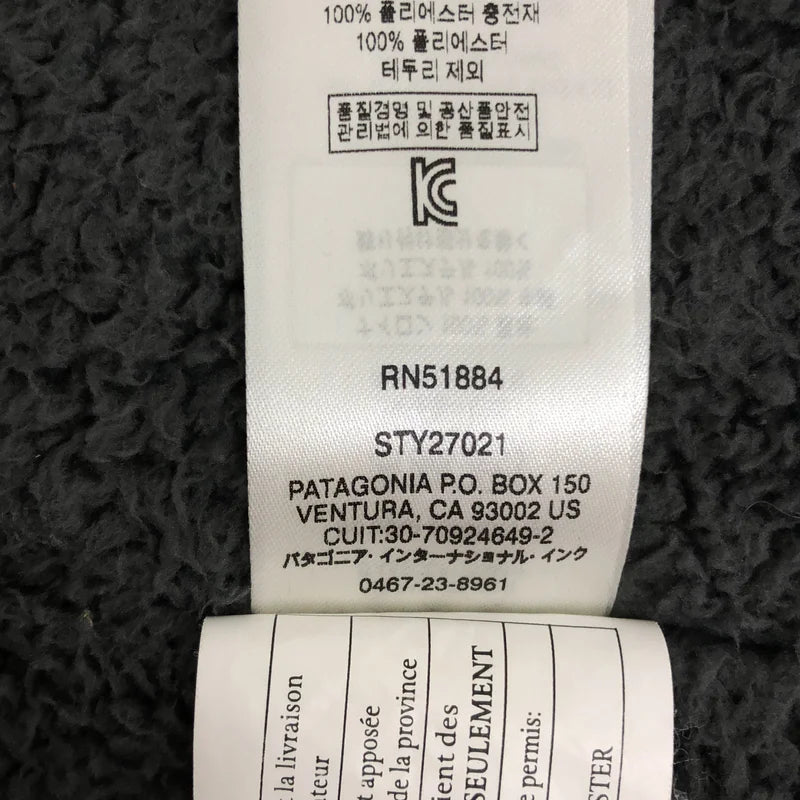 100% 폴리에스터 충전재
100% 폴리에스터
테두리 제외
품질경영 및 공산품안전
관리법에 의한 품질표시
RN51884
STY27021
PATAGONIA P.O. BOX 150
VENTURA, CA 93002 US
CUIT:30-70924649-2
パタゴニア・インターナショナル・インク
0467-23-8961
la livraison
apposée
de la province
SEULEMENT
permis: